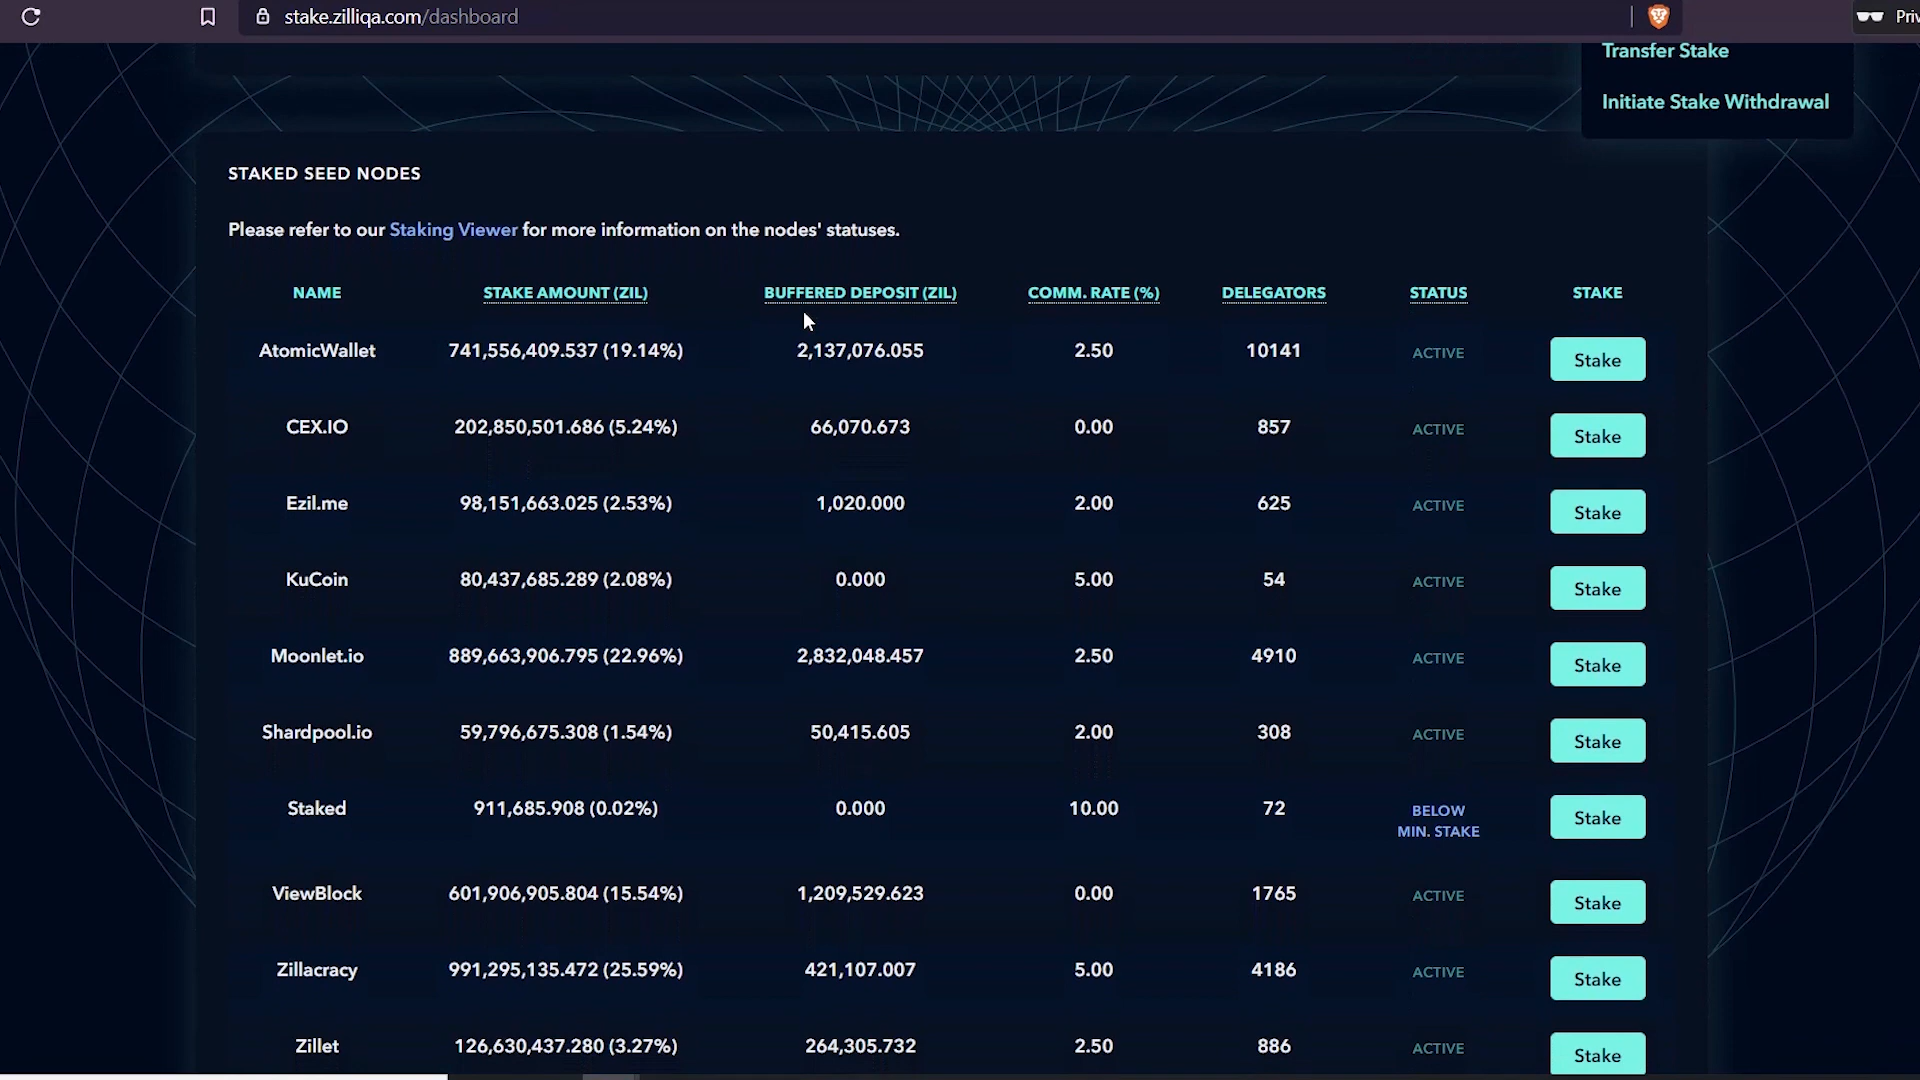 stake.zilliqa.com/dashboard
Transfer Stake
Initiate Stake Withdrawal
STAKED SEED NODES
Please refer to our Staking Viewer for more information on the nodes' statuses.
NAME STAKE AMOUNT (ZIL) BUFFERED DEPOSIT (ZIL) COMM. RATE (%) DELEGATORS STATUS STAKE
AtomicWallet 741,556,409.537 (19.14%) 2,137,076.055 2.50 10141 ACTIVE Stake
CEX.IO 202,850,501.686 (5.24%) 66,070.673 0.00 857 ACTIVE Stake
Ezil.me 98,151,663.025 (2.53%) 1,020.000 2.00 625 ACTIVE Stake
KuCoin 80,437,685.289 (2.08%) 0.000 5.00 54 ACTIVE Stake
Moonlet.io 889,663,906.795 (22.96%) 2,832,048.457 2.50 4910 ACTIVE Stake
Shardpool.io 59,796,675.308 (1.54%) 50,415.605 2.00 308 ACTIVE Stake
Staked 911,685.908 (0.02%) 0.000 10.00 72 BELOW MIN. STAKE Stake
ViewBlock 601,906,905.804 (15.54%) 1,209,529.623 0.00 1765 ACTIVE Stake
Zillacracy 991,295,135.472 (25.59%) 421,107.007 5.00 4186 ACTIVE Stake
Zillet 126,630,437.280 (3.27%) 264,305.732 2.50 886 ACTIVE Stake